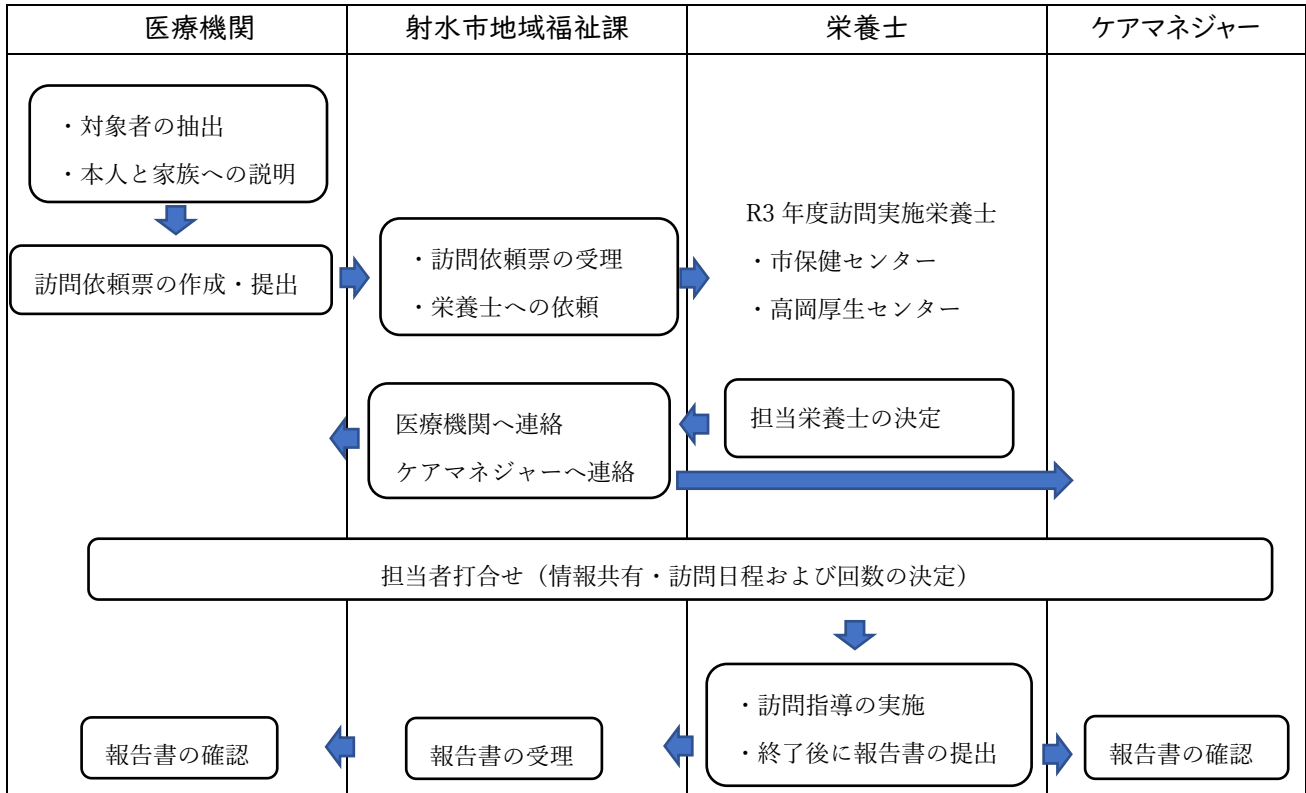 医療機関
射水市地域福祉課
栄養士
ケアマネジャー
・対象者の抽出
・本人と家族への説明
訪問依頼票の作成・提出
・訪問依頼票の受理
・栄養士への依頼
R3 年度訪問実施栄養士
・市保健センター
・高岡厚生センター
担当栄養士の決定
医療機関へ連絡
ケアマネジャーへ連絡
担当者打合せ（情報共有・訪問日程および回数の決定）
・訪問指導の実施
・終了後に報告書の提出
報告書の受理
報告書の確認
報告書の確認